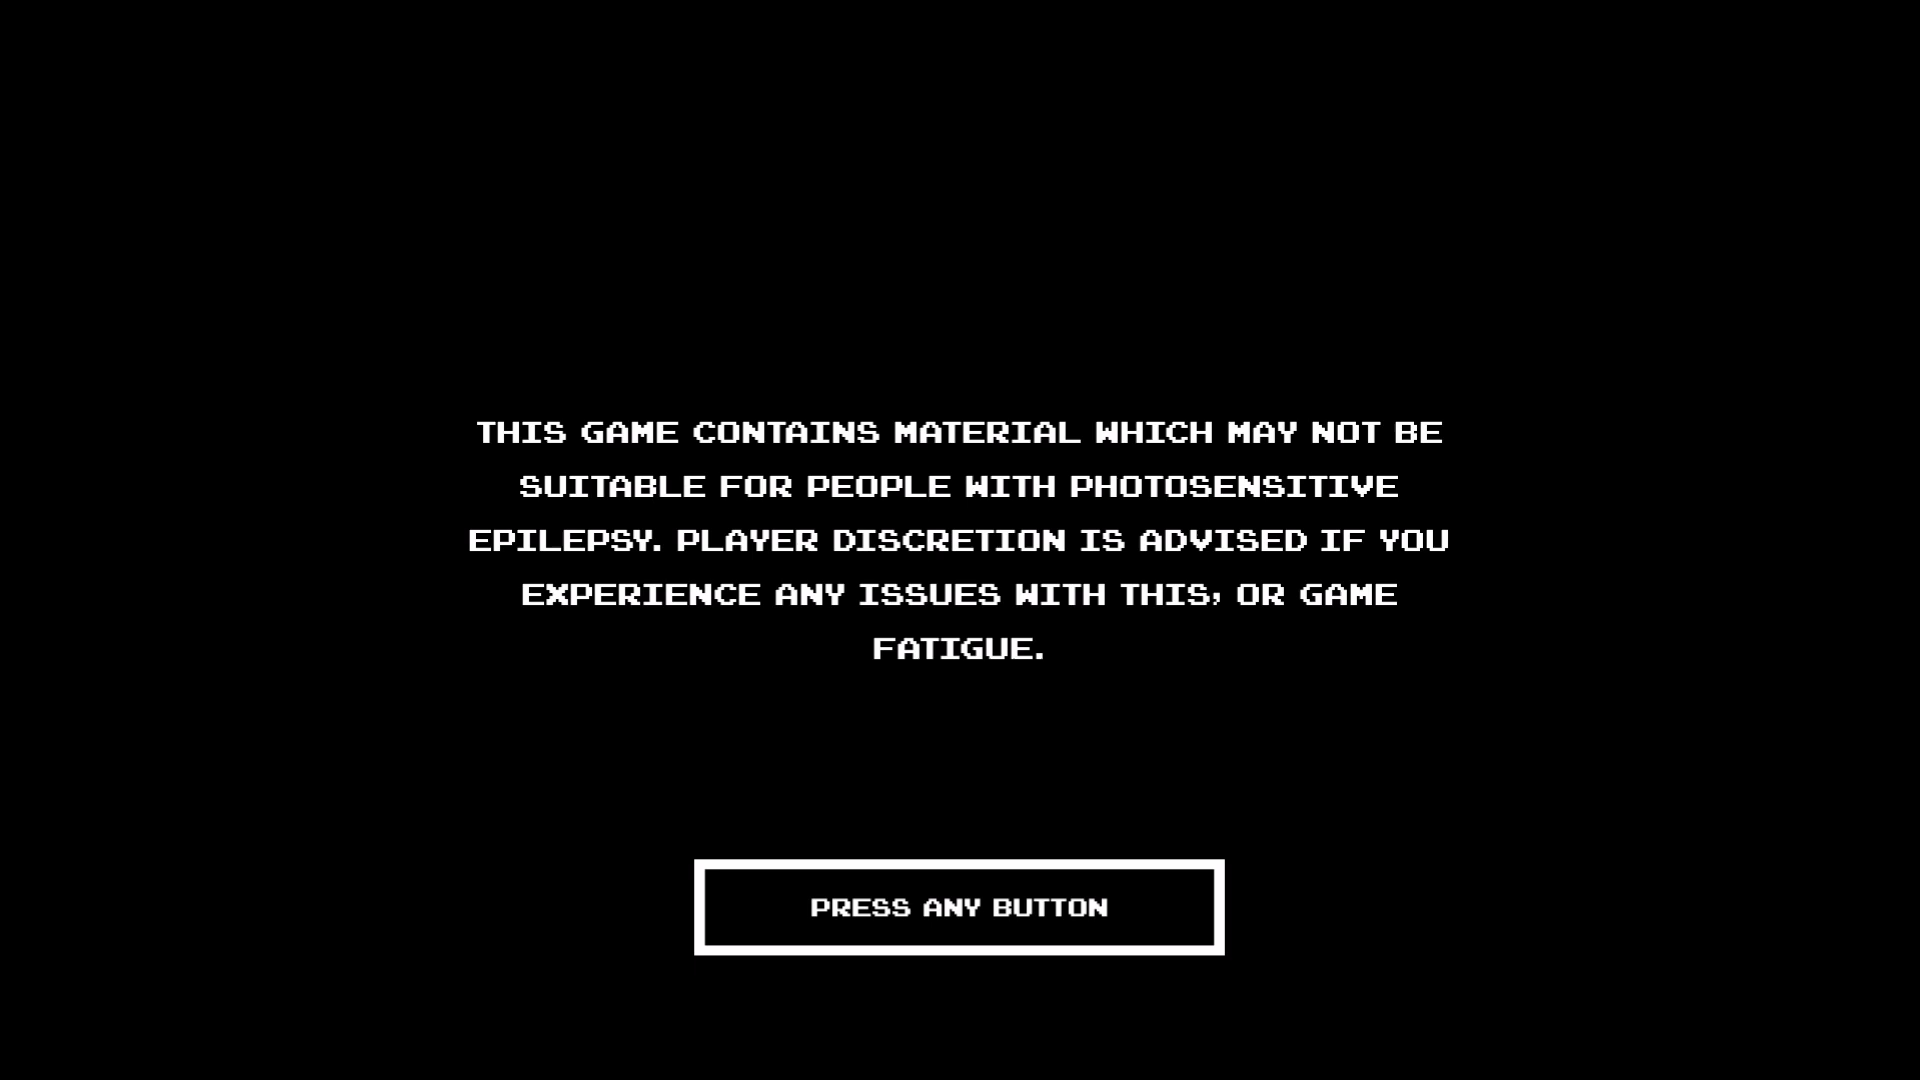 THIS GAME CONTAINS MATERIAL WHICH MAY NOT BE
SUITABLE FOR PEOPLE WITH PHOTOSENSITIVE
EPILEPSY. PLAYER DISCRETION IS ADVISED IF YOU
EXPERIENCE ANY ISSUES WITH THIS, OR GAME
FATIGUE.
PRESS ANY BUTTON